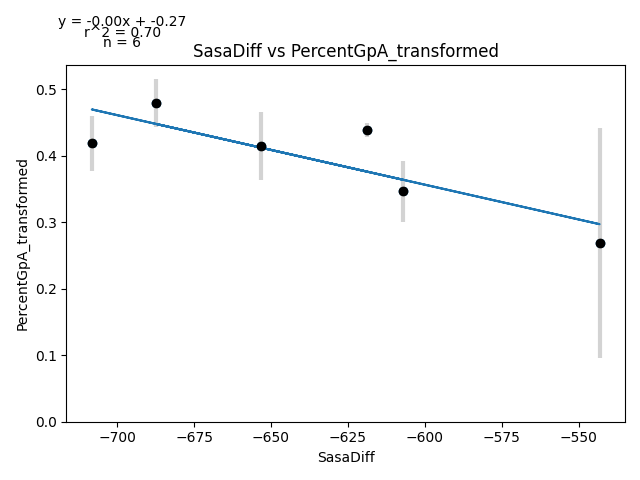 y = -0.00x + -0.27
r^2 = 0.70
n = 6
SasaDiff vs PercentGpA_transformed
PercentGpA_transformed
0.5
0.4
0.3
0.2
0.1
0.0
−700 −675 −650 −625 −600 −575 −550
SasaDiff